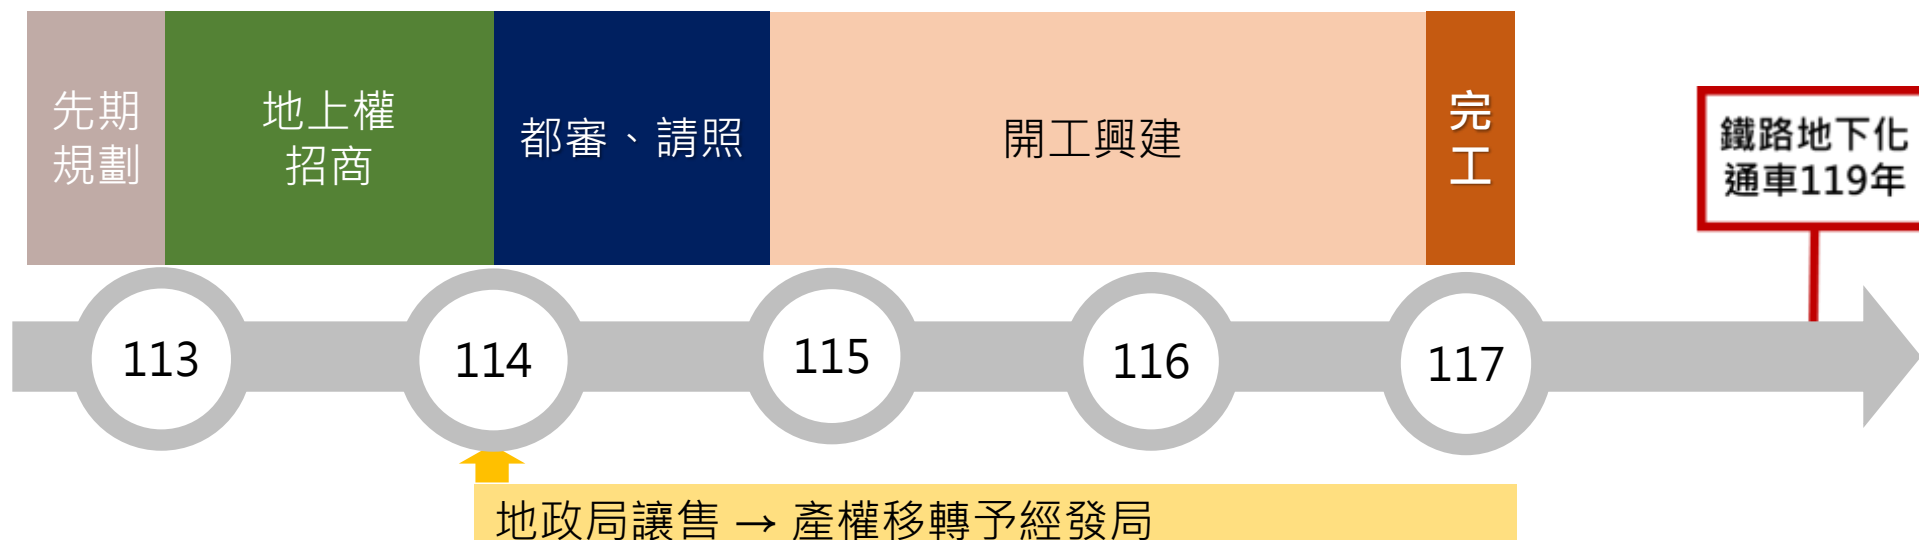 先期
規劃
地上權
招商
都審、請照
開工興建
完
工
鐵路地下化
通車119年
113
114
115
116
117
地政局讓售 → 產權移轉予經發局